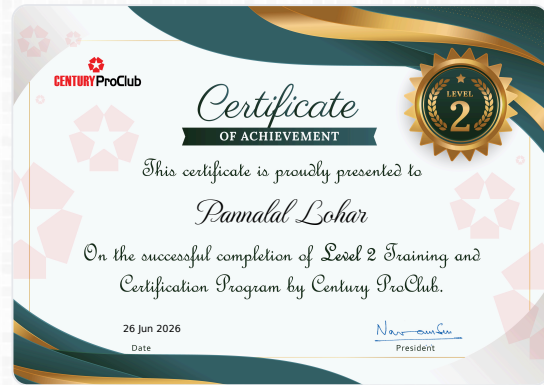 CENTURY ProClub
Certificate
OF ACHIEVEMENT
LEVEL
2
This certificate is proudly presented to
Pannalal Lohar
On the successful completion of Level 2 Training and
Certification Program by Century ProClub.
26 Jun 2026
Date
President